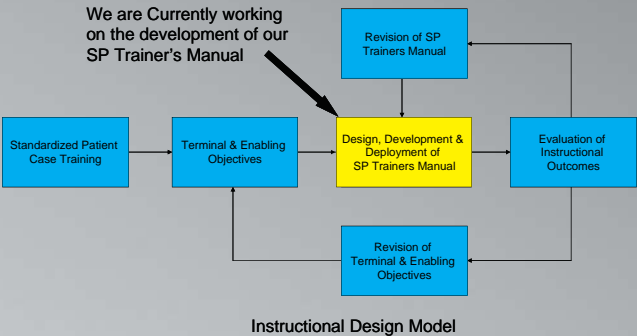 We are Currently working
on the development of our
SP Trainer's Manual
Revision of SP
Trainers Manual
Standardized Patient
Case Training
Terminal & Enabling
Objectives
Design, Development &
Deployment of
SP Trainers Manual
Evaluation of
Instructional
Outcomes
Revision of
Terminal & Enabling
Objectives
Instructional Design Model